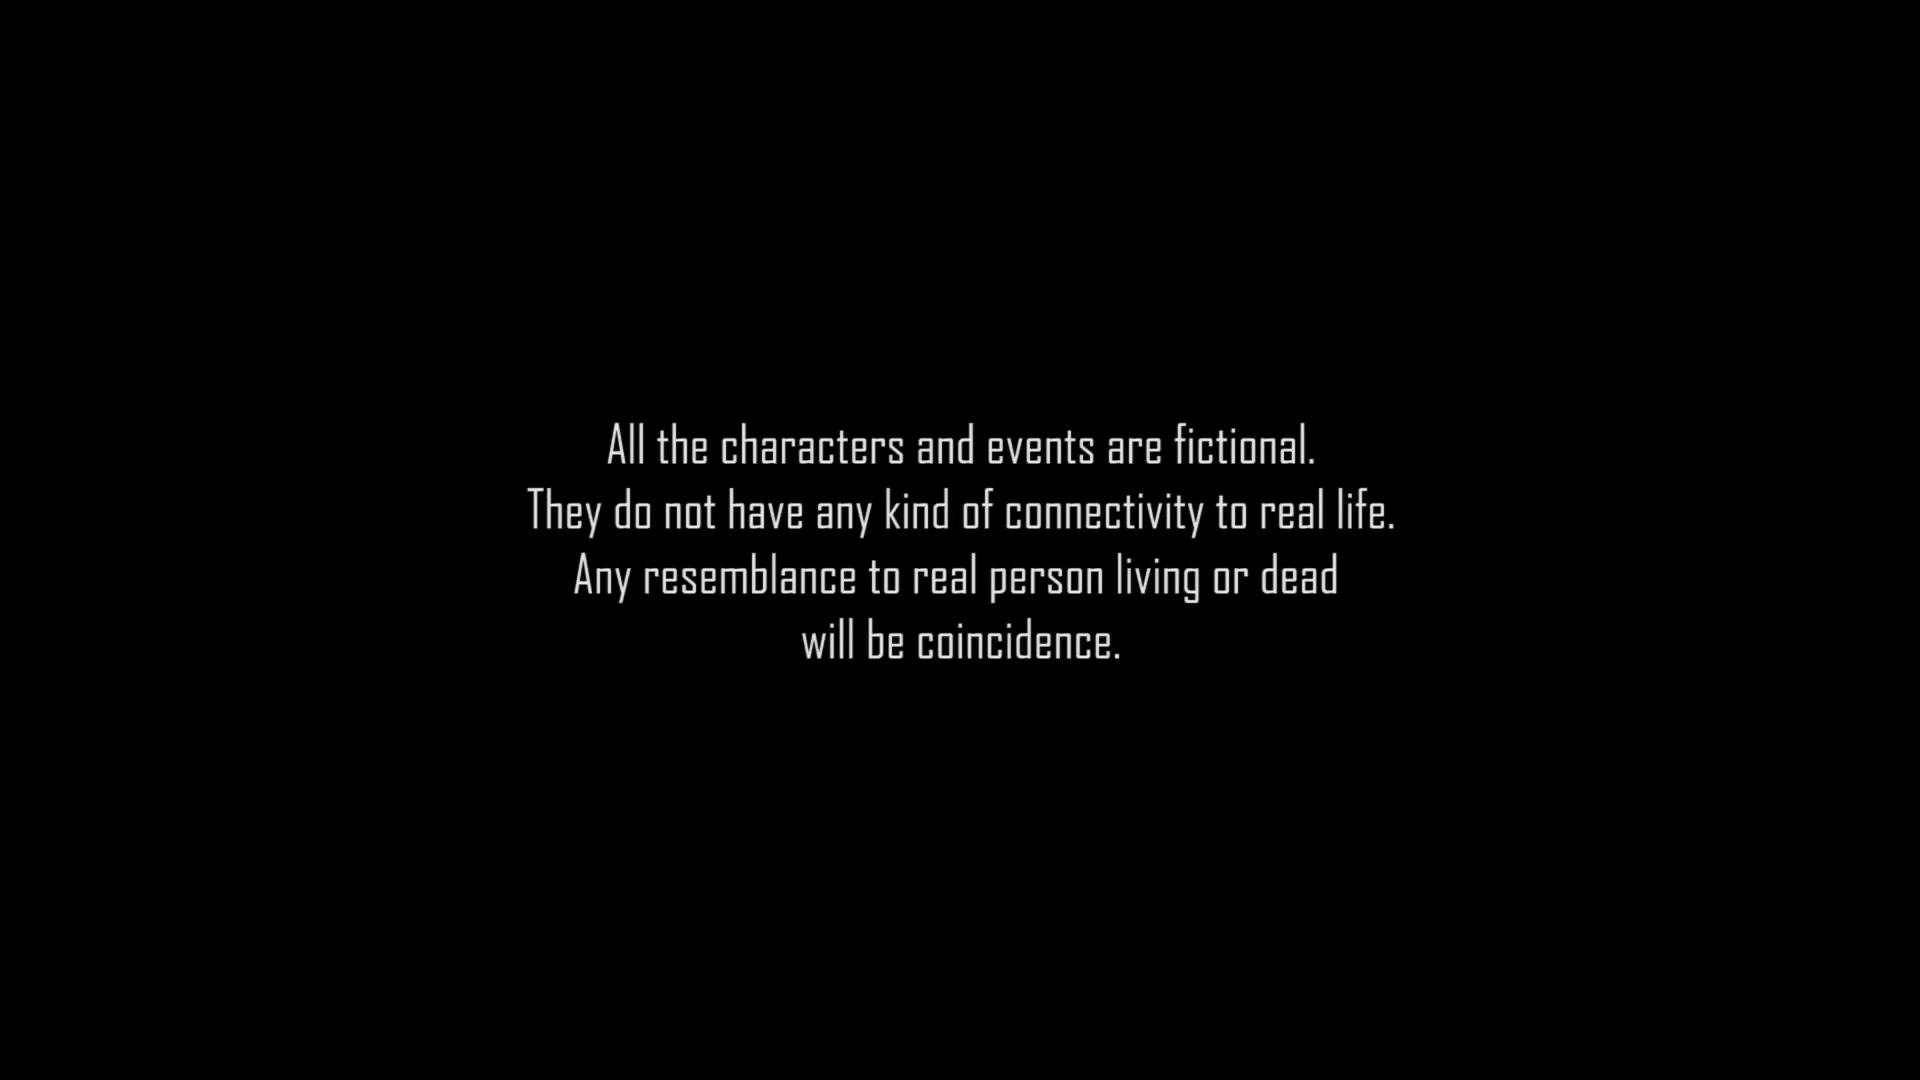 All the characters and events are fictional.
They do not have any kind of connectivity to real life.
Any resemblance to real person living or dead
will be coincidence.